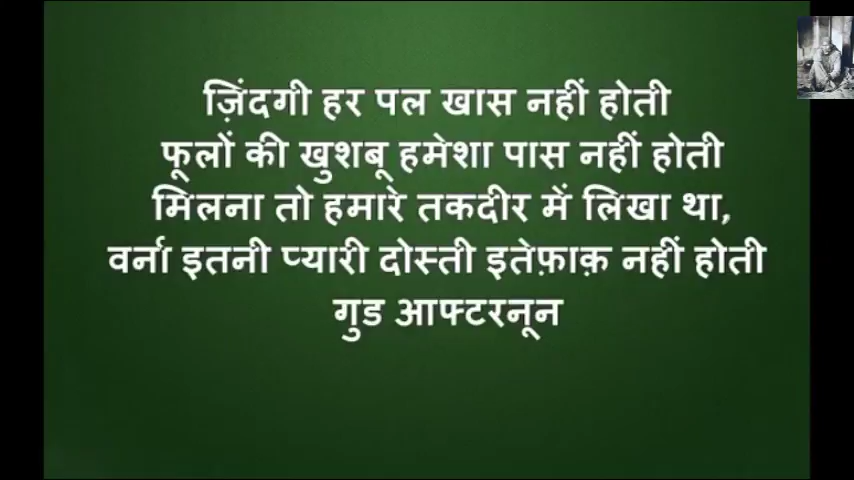 ज़िंदगी हर पल खास नहीं होती
फूलों की खुशबू हमेशा पास नहीं होती
मिलना तो हमारे तकदीर में लिखा था,
वर्ना इतनी प्यारी दोस्ती इतेफ़ाक़ नहीं होती
गुड आफ्टरनून